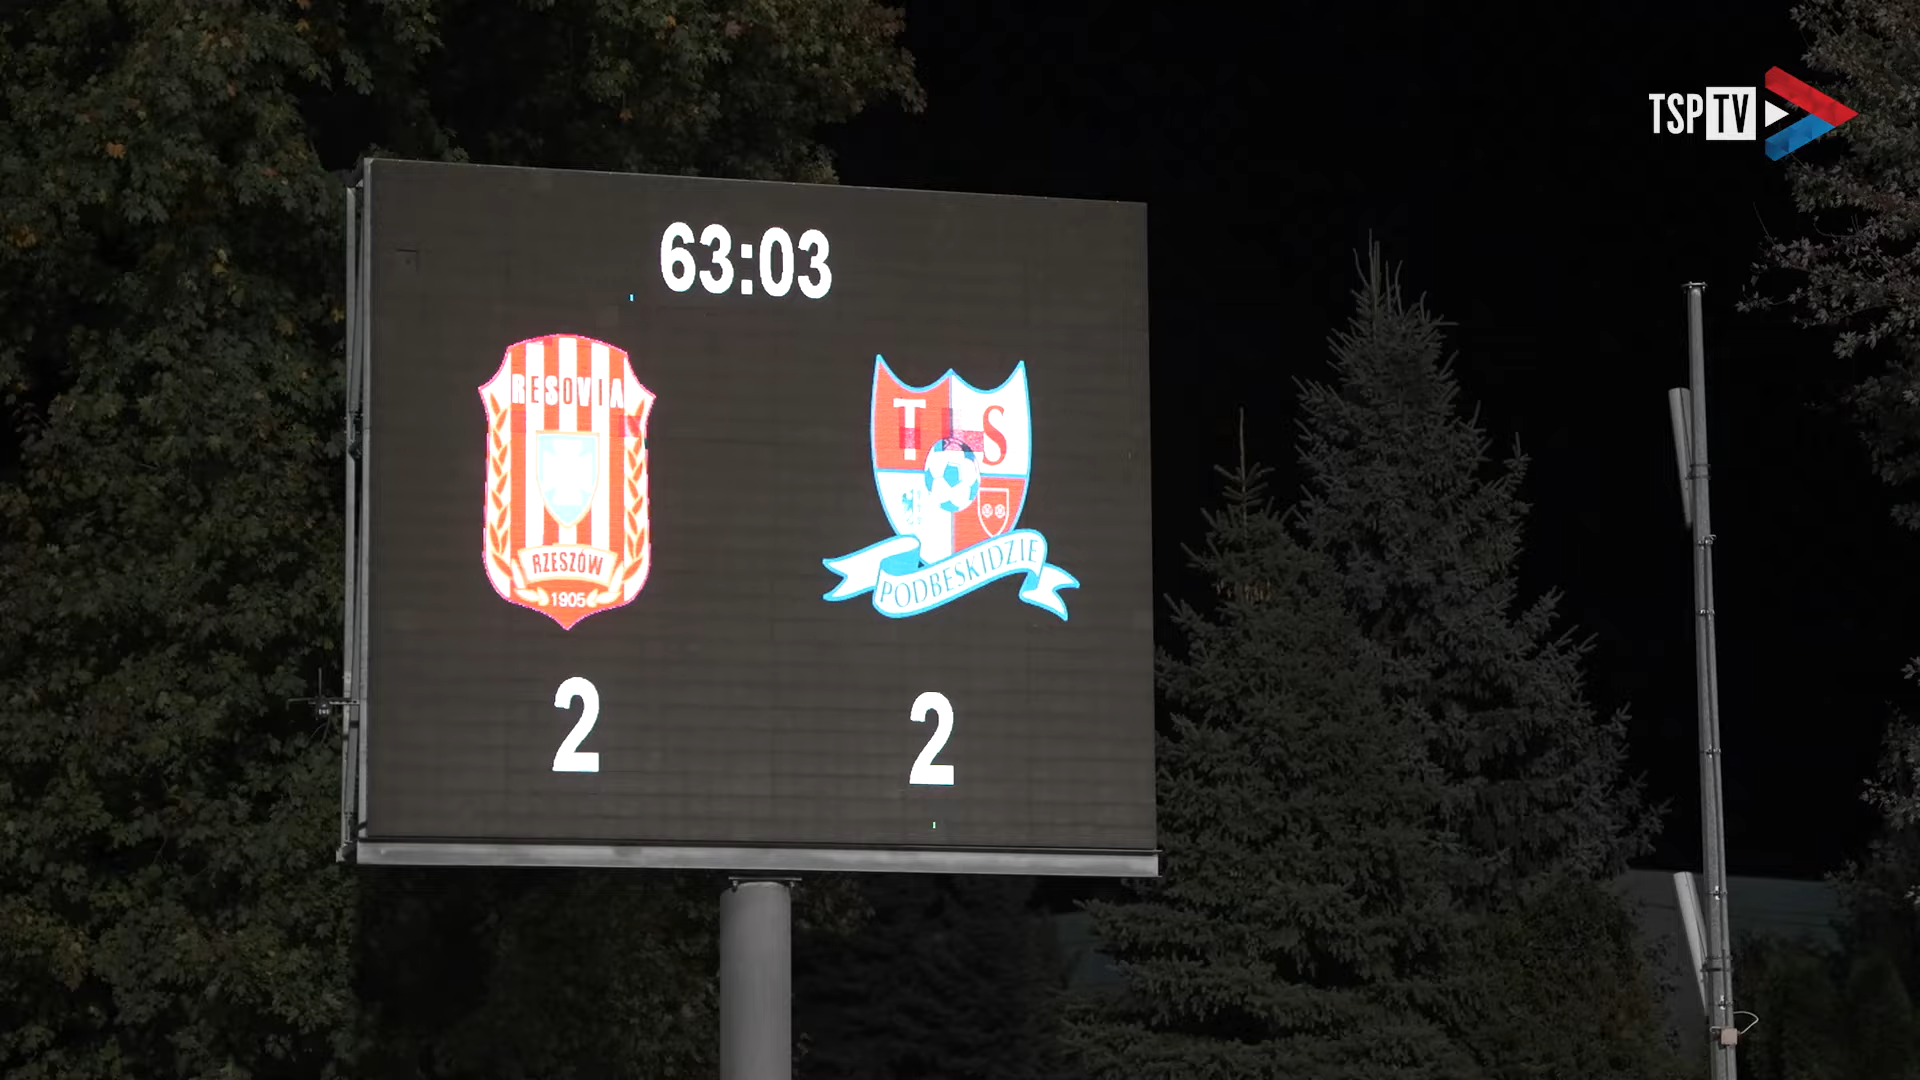 TSP TV
63:03
RESOVIA
RZESZÓW
1905
T S
PODBESKIDZIE
2 2